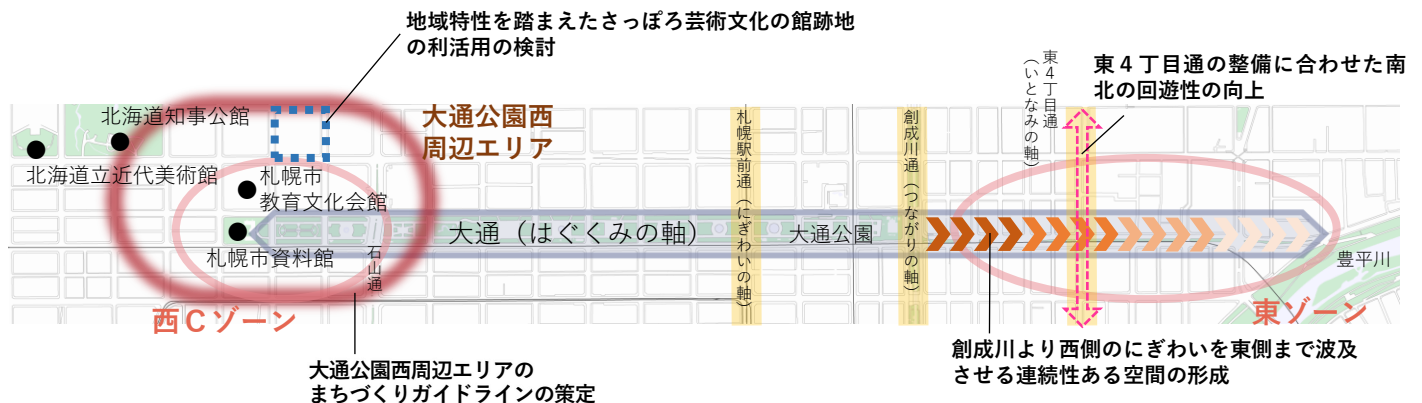 地域特性を踏まえたさっぽろ芸術文化の館跡地
の利活用の検討
東４丁目通の整備に合わせた南
北の回遊性の向上
東４丁目通
（いとなみの軸）
北海道知事公館
大通公園西
周辺エリア
北海道立近代美術館
札幌市
教育文化会館
札幌市資料館
石山通
大通（はぐくみの軸）
札幌駅前通（にぎわいの軸）
大通公園
創成川通（つながりの軸）
豊平川
西Ｃゾーン
東ゾーン
大通公園西周辺エリアの
まちづくりガイドラインの策定
創成川より西側のにぎわいを東側まで波及
させる連続性ある空間の形成